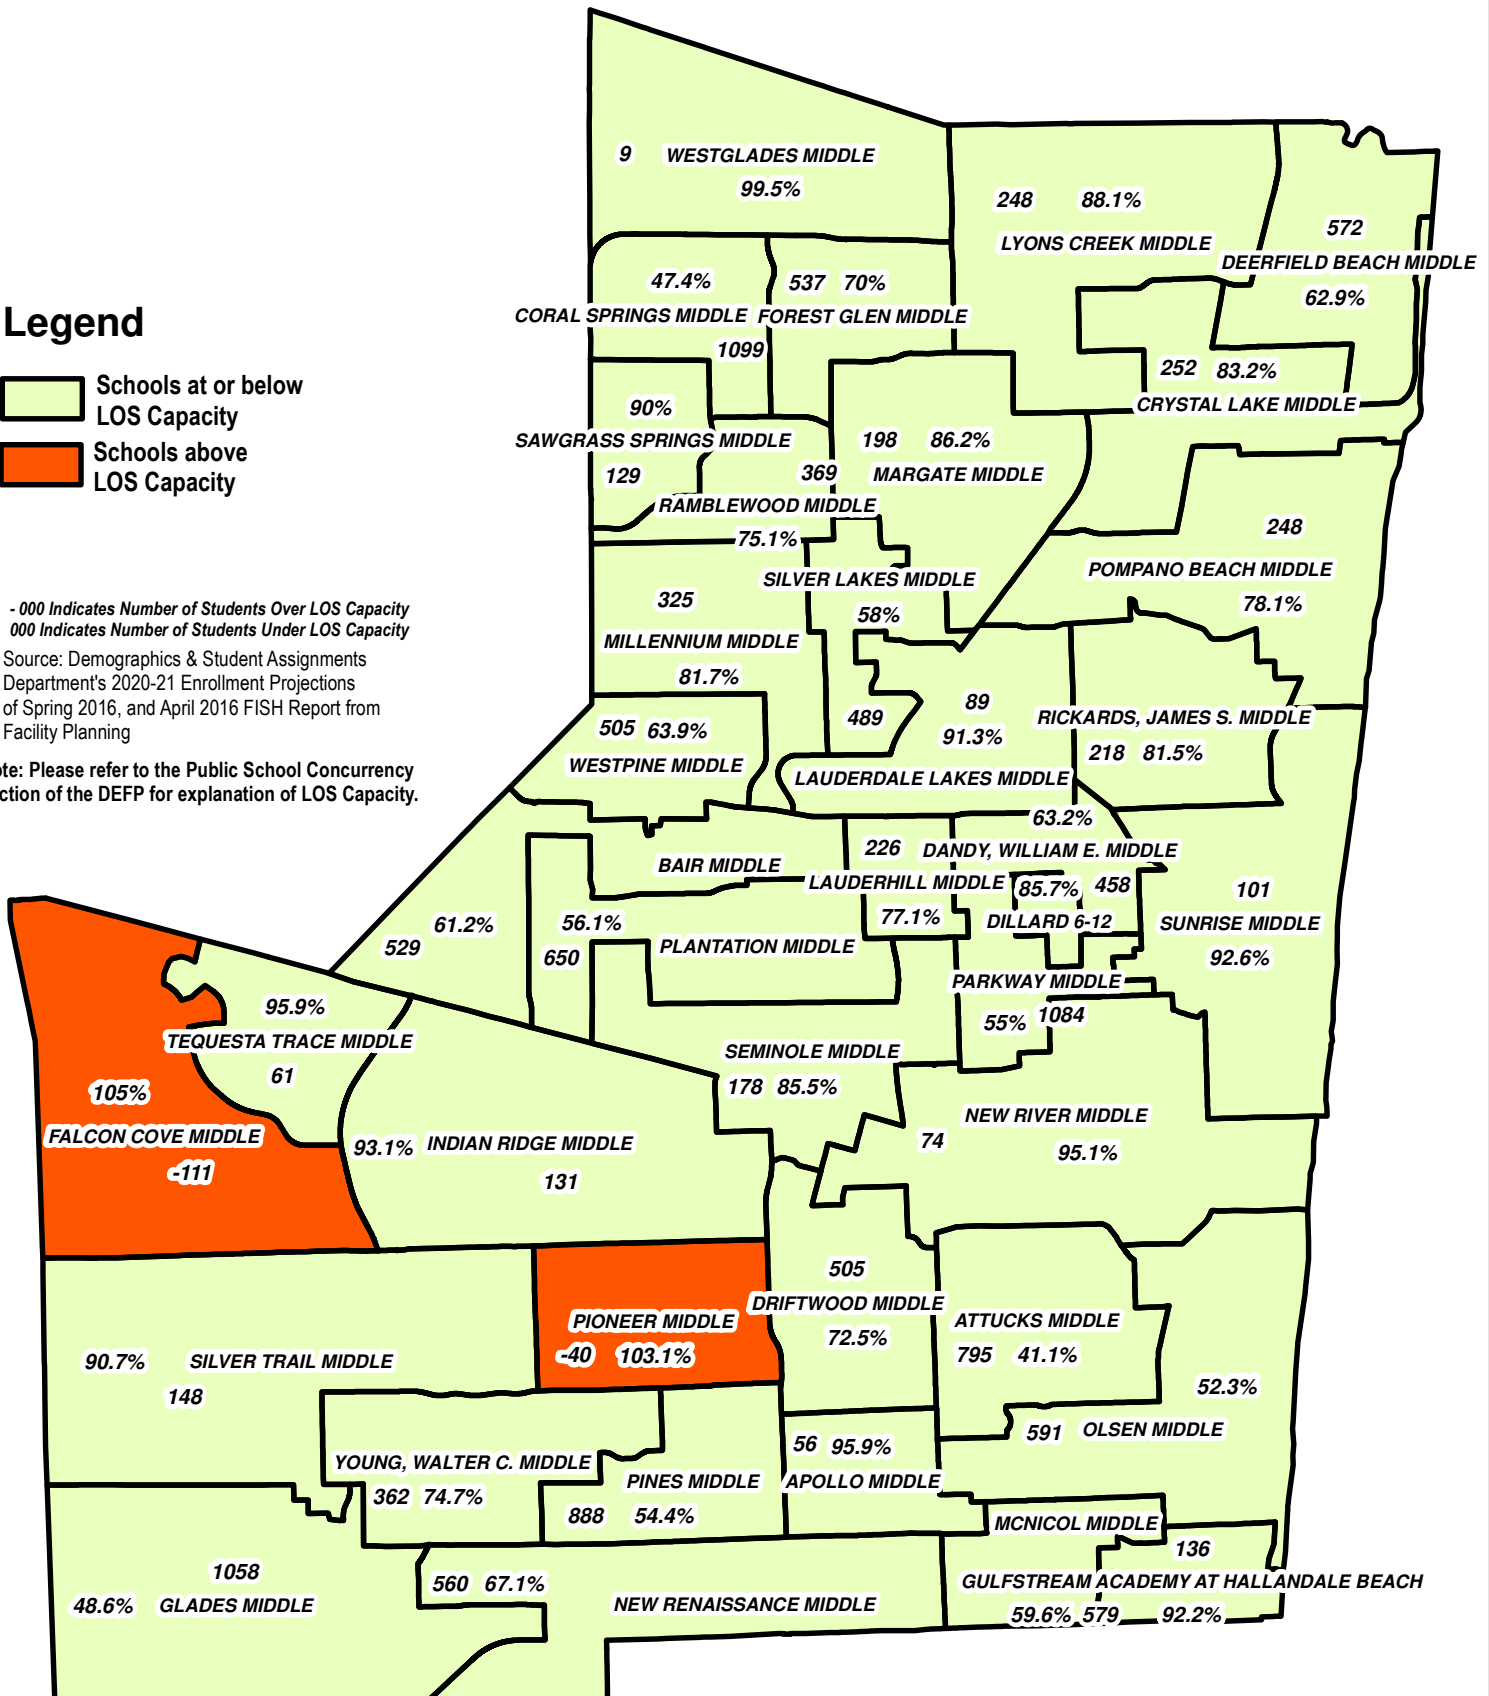 9 WESTGLADES MIDDLE
99.5%
248 88.1%
LYONS CREEK MIDDLE
572
DEERFIELD BEACH MIDDLE
62.9%
47.4%
CORAL SPRINGS MIDDLE
1099
537 70%
FOREST GLEN MIDDLE
Legend
Schools at or below
LOS Capacity
Schools above
LOS Capacity
252 83.2%
CRYSTAL LAKE MIDDLE
90%
SAWGRASS SPRINGS MIDDLE
129
198 86.2%
MARGATE MIDDLE
369
RAMBLEWOOD MIDDLE
75.1%
248
POMPANO BEACH MIDDLE
78.1%
SILVER LAKES MIDDLE
58%
489
325
MILLENNIUM MIDDLE
81.7%
- 000 Indicates Number of Students Over LOS Capacity
000 Indicates Number of Students Under LOS Capacity
Source: Demographics & Student Assignments
Department's 2020-21 Enrollment Projections
of Spring 2016, and April 2016 FISH Report from
Facility Planning
ote: Please refer to the Public School Concurrency
ction of the DEFP for explanation of LOS Capacity.
505 63.9%
WESTPINE MIDDLE
89
91.3%
LAUDERDALE LAKES MIDDLE
RICKARDS, JAMES S. MIDDLE
218 81.5%
63.2%
DANDY, WILLIAM E. MIDDLE
458
BAIR MIDDLE
61.2%
529
226
LAUDERHILL MIDDLE
77.1%
85.7%
DILLARD 6-12
101
SUNRISE MIDDLE
92.6%
56.1%
650
PLANTATION MIDDLE
PARKWAY MIDDLE
55% 1084
95.9%
TEQUESTA TRACE MIDDLE
61
SEMINOLE MIDDLE
178 85.5%
105%
FALCON COVE MIDDLE
-111
93.1% INDIAN RIDGE MIDDLE
131
NEW RIVER MIDDLE
74
95.1%
505
DRIFTWOOD MIDDLE
72.5%
PIONEER MIDDLE
-40 103.1%
ATTUCKS MIDDLE
795 41.1%
90.7% SILVER TRAIL MIDDLE
148
52.3%
591 OLSEN MIDDLE
56 95.9%
APOLLO MIDDLE
YOUNG, WALTER C. MIDDLE
362 74.7%
PINES MIDDLE
888 54.4%
MCNICOL MIDDLE
136
GULFSTREAM ACADEMY AT HALLANDALE BEACH
59.6% 579 92.2%
1058
48.6% GLADES MIDDLE
560 67.1%
NEW RENAISSANCE MIDDLE